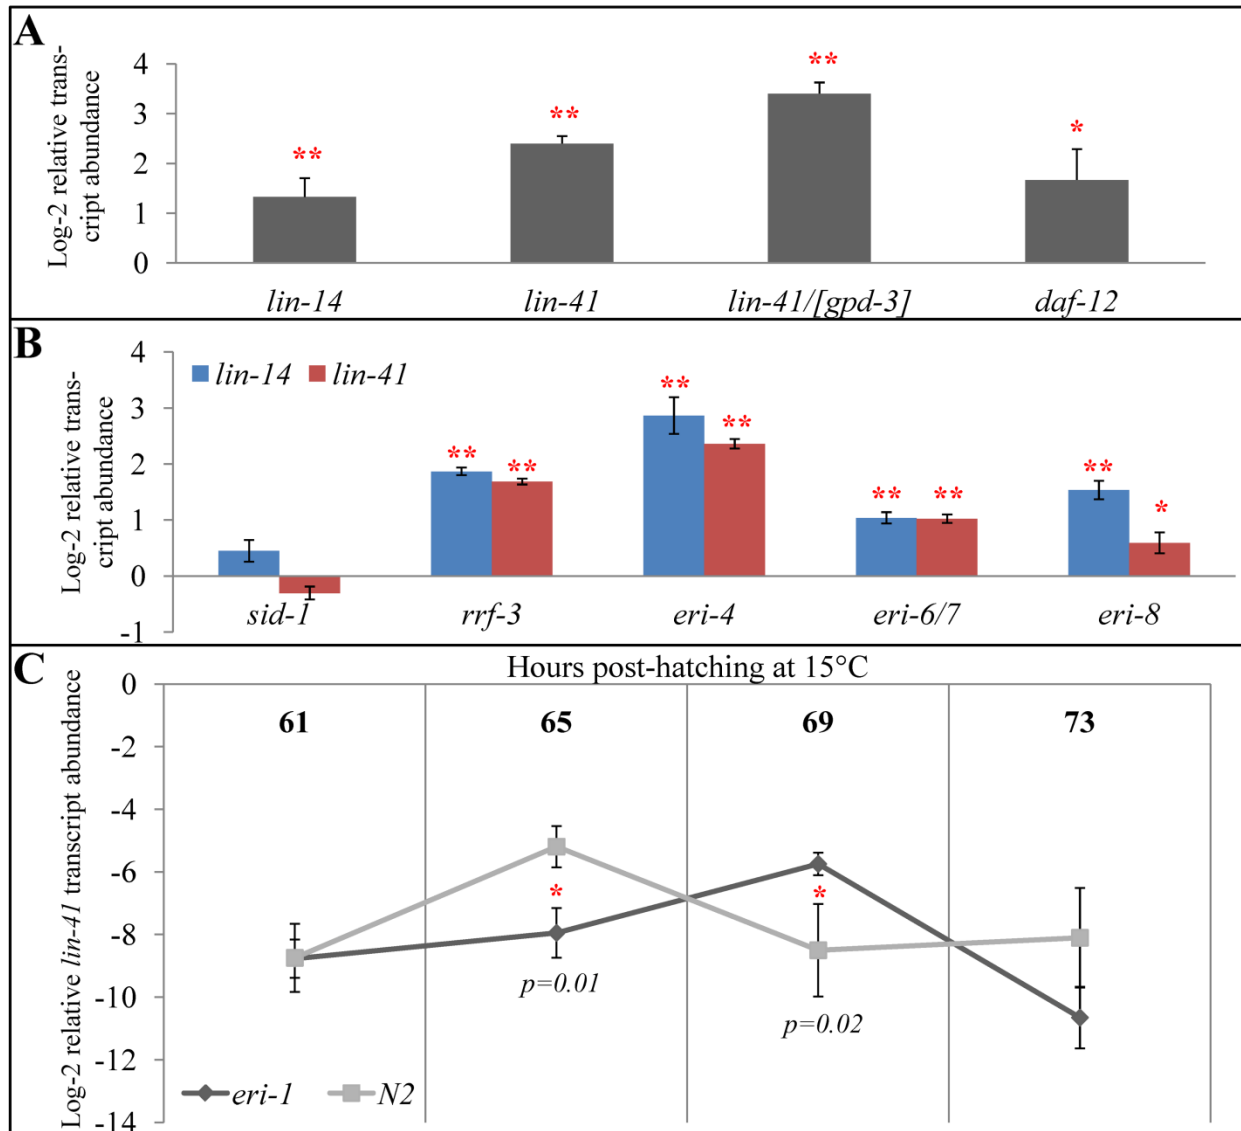 A
Log-2 relative trans-
cript abundance
4
3
2
1
0
** ** ** *
lin-14 lin-41 lin-41/[gpd-3] daf-12
B
Log-2 relative trans-
cript abundance
4
3
2
1
0
-1
lin-14 lin-41
** ** ** ** ** ** ** *
sid-1 rrf-3 eri-4 eri-6/7 eri-8
C
Hours post-hatching at 15°C
Log-2 relative lin-41 transcript abundance
0
-2
-4
-6
-8
-10
-12
-14
61 65 69 73
* *
p=0.01
p=0.02
eri-1 N2